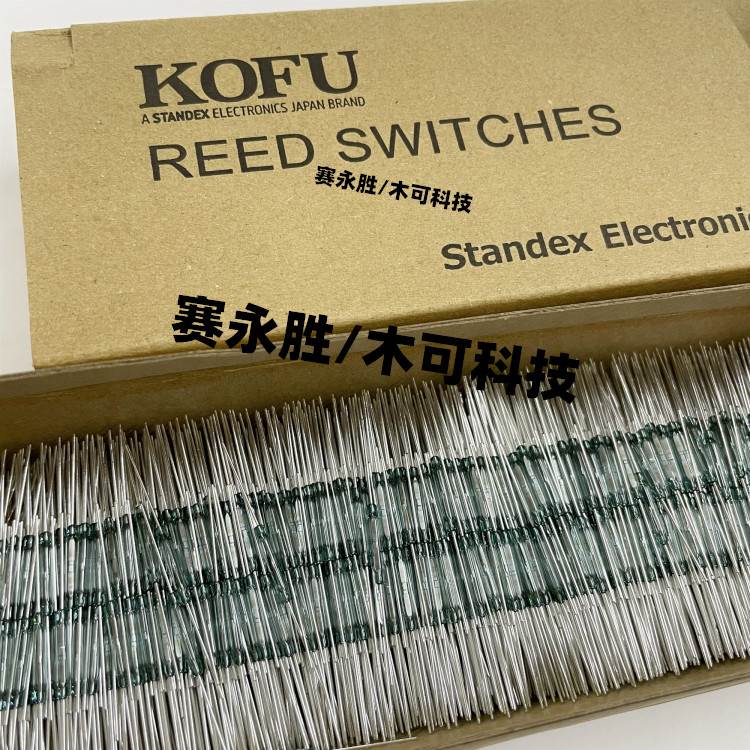 KOFU
A STANDEX ELECTRONICS JAPAN BRAND
REED SWITCHES
赛永胜/木可科技
Standex Electroni
赛永胜/木可科技